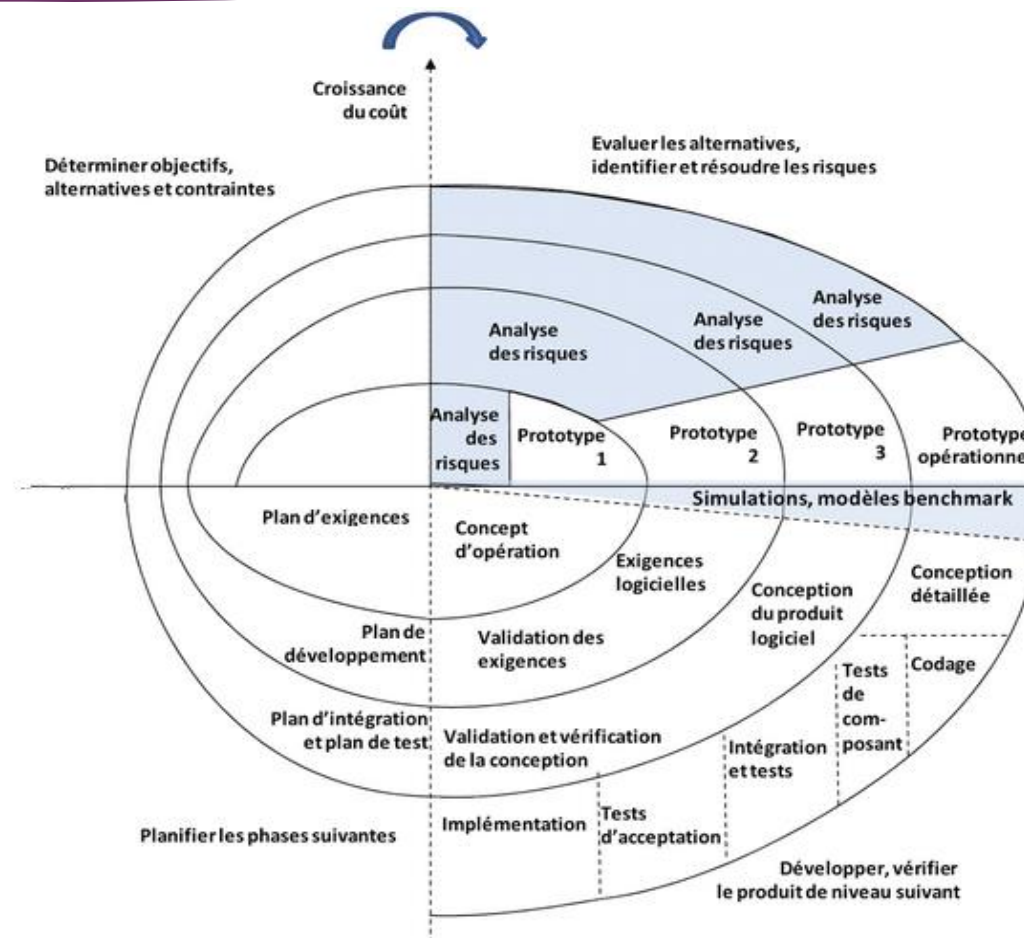 Croissance
du coût
Evaluer les alternatives,
identifier et résoudre les risques
Déterminer objectifs,
alternatives et contraintes
Analyse
des risques
Analyse
des risques
Analyse
des risques
Analyse
des
risques
Prototype
1
Prototype
2
Prototype
3
Prototype
opérationne
Simulations, modèles benchmark
Plan d'exigences
Concept
d'opération
Exigences
logicielles
Conception
du produit
logiciel
Conception
détaillée
Plan de
développement
Validation des
exigences
Tests
de
com-
posant
Codage
Plan d'intégration
et plan de test
Validation et vérification
de la conception
Intégration
et tests
Planifier les phases suivantes
Implémentation
Tests
d'acceptation
Développer, vérifier
le produit de niveau suivant